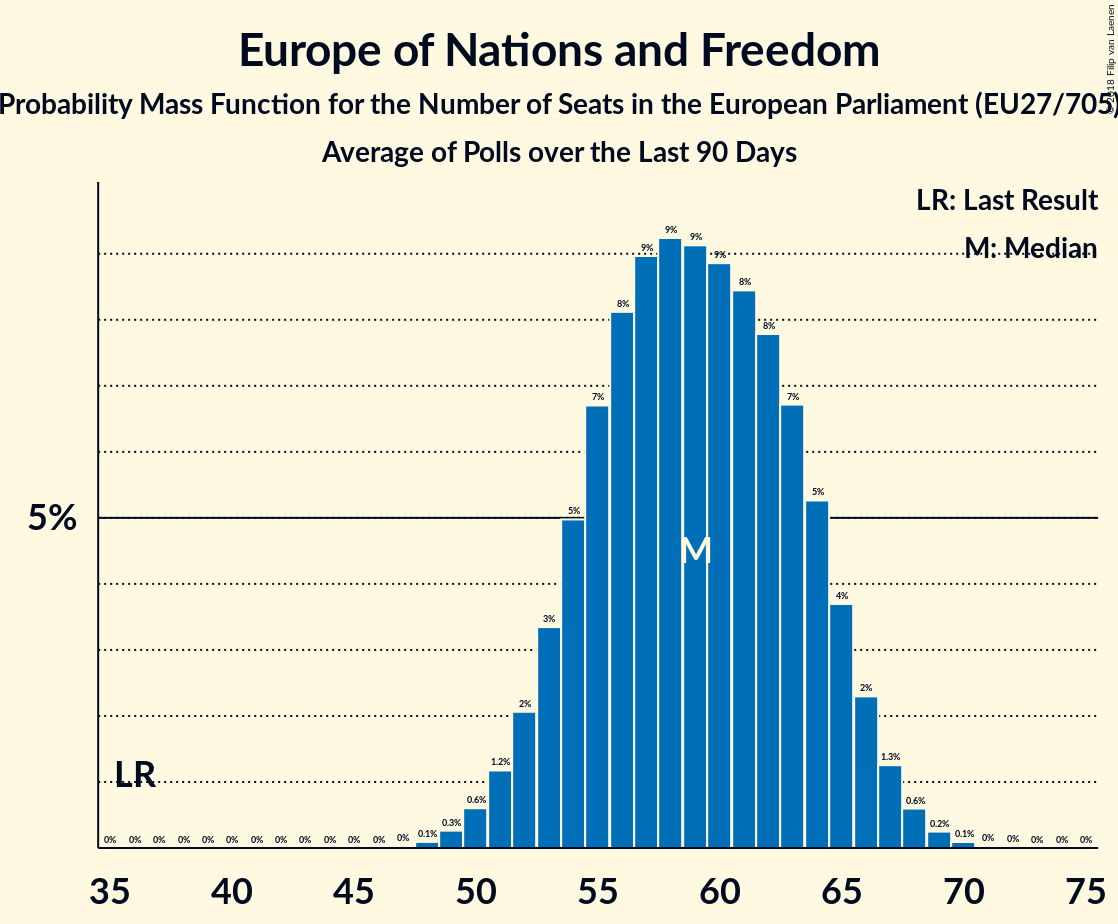 Europe of Nations and Freedom
Probability Mass Function for the Number of Seats in the European Parliament (EU27/705)
Average of Polls over the Last 90 Days
© 2018 Filip van Laenen
LR: Last Result
M: Median
5%
LR
M
0% 0% 0% 0% 0% 0% 0% 0% 0% 0% 0% 0% 0% 0.1% 0.3% 0.6% 1.2% 2% 3% 5% 7% 8% 9% 9% 9% 9% 8% 8% 7% 5% 4% 2% 1.3% 0.6% 0.2% 0.1% 0% 0% 0% 0% 0%
35 40 45 50 55 60 65 70 75